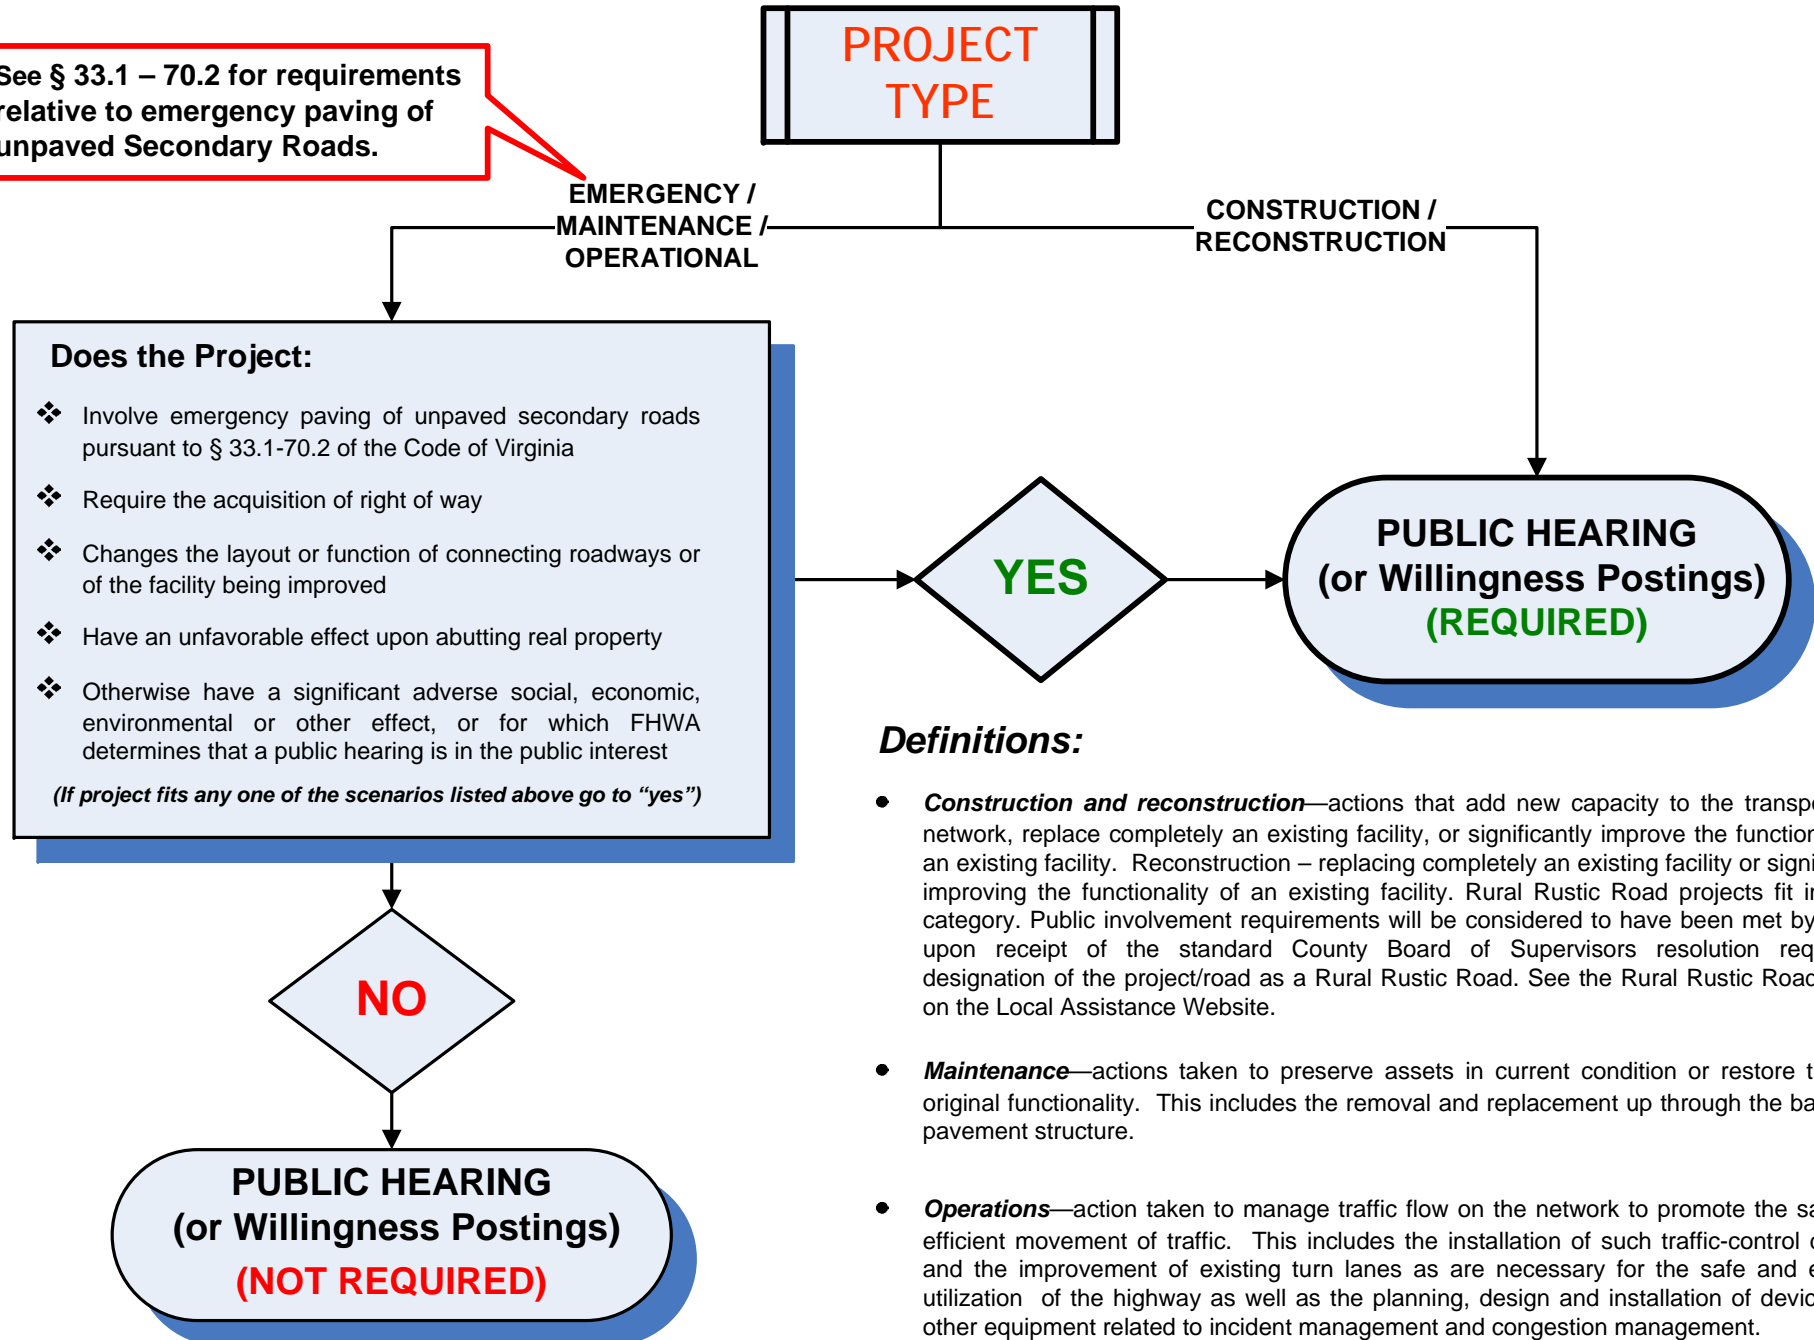 PROJECT
TYPE
See § 33.1 – 70.2 for requirements
relative to emergency paving of
unpaved Secondary Roads.
EMERGENCY /
MAINTENANCE /
OPERATIONAL
CONSTRUCTION /
RECONSTRUCTION
Does the Project:
❖ Involve emergency paving of unpaved secondary roads
pursuant to § 33.1-70.2 of the Code of Virginia
❖ Require the acquisition of right of way
❖ Changes the layout or function of connecting roadways or
of the facility being improved
❖ Have an unfavorable effect upon abutting real property
❖ Otherwise have a significant adverse social, economic,
environmental or other effect, or for which FHWA
determines that a public hearing is in the public interest
(If project fits any one of the scenarios listed above go to “yes”)
YES
PUBLIC HEARING
(or Willingness Postings)
(REQUIRED)
NO
PUBLIC HEARING
(or Willingness Postings)
(NOT REQUIRED)
Definitions:
• Construction and reconstruction—actions that add new capacity to the
network, replace completely an existing facility, or significantly improve the
an existing facility. Reconstruction – replacing completely an existing facility or
improving the functionality of an existing facility. Rural Rustic Road projects fit
category. Public involvement requirements will be considered to have been met by
upon receipt of the standard County Board of Supervisors resolution
designation of the project/road as a Rural Rustic Road. See the Rural Rustic Road
on the Local Assistance Website.
• Maintenance—actions taken to preserve assets in current condition or restore
original functionality. This includes the removal and replacement up through the
pavement structure.
• Operations—action taken to manage traffic flow on the network to promote the
efficient movement of traffic. This includes the installation of such traffic-control
and the improvement of existing turn lanes as are necessary for the safe and
utilization of the highway as well as the planning, design and installation of
other equipment related to incident management and congestion management.